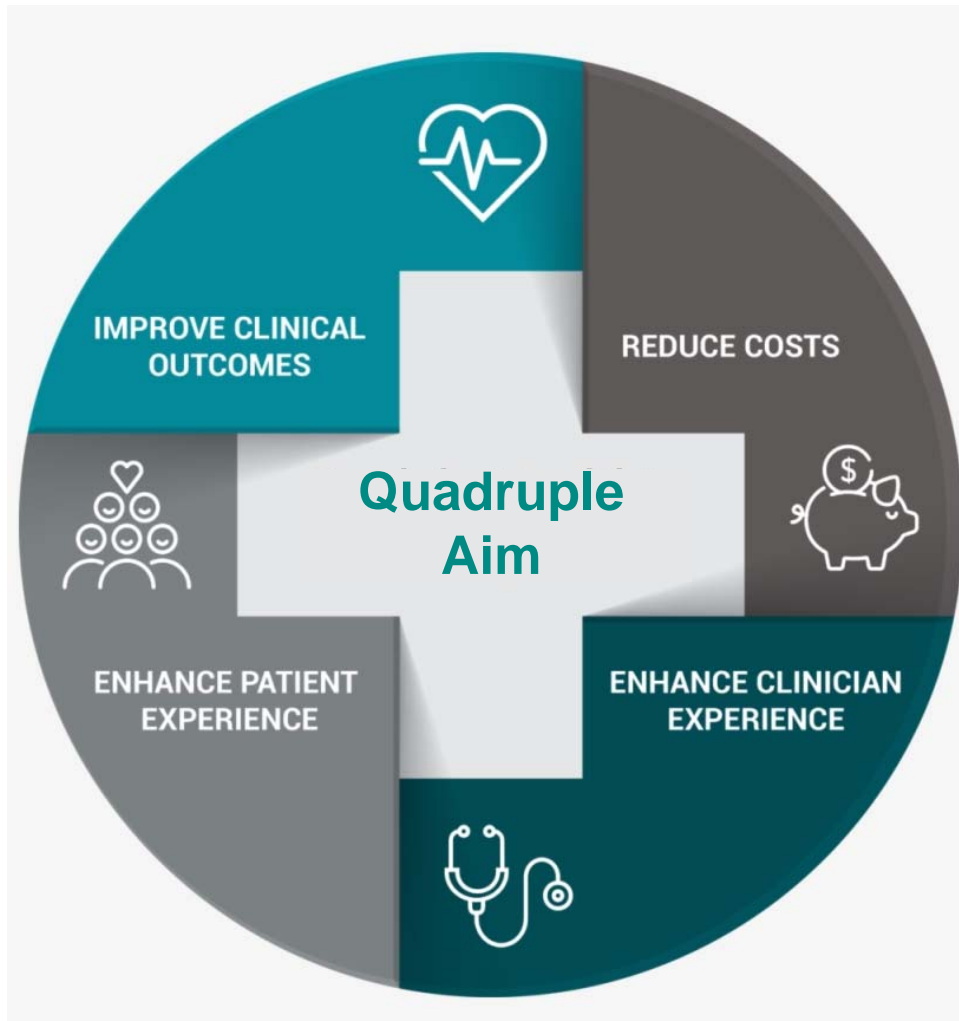 IMPROVE CLINICAL
OUTCOMES
REDUCE COSTS
$
Quadruple
Aim
ENHANCE PATIENT
EXPERIENCE
ENHANCE CLINICIAN
EXPERIENCE